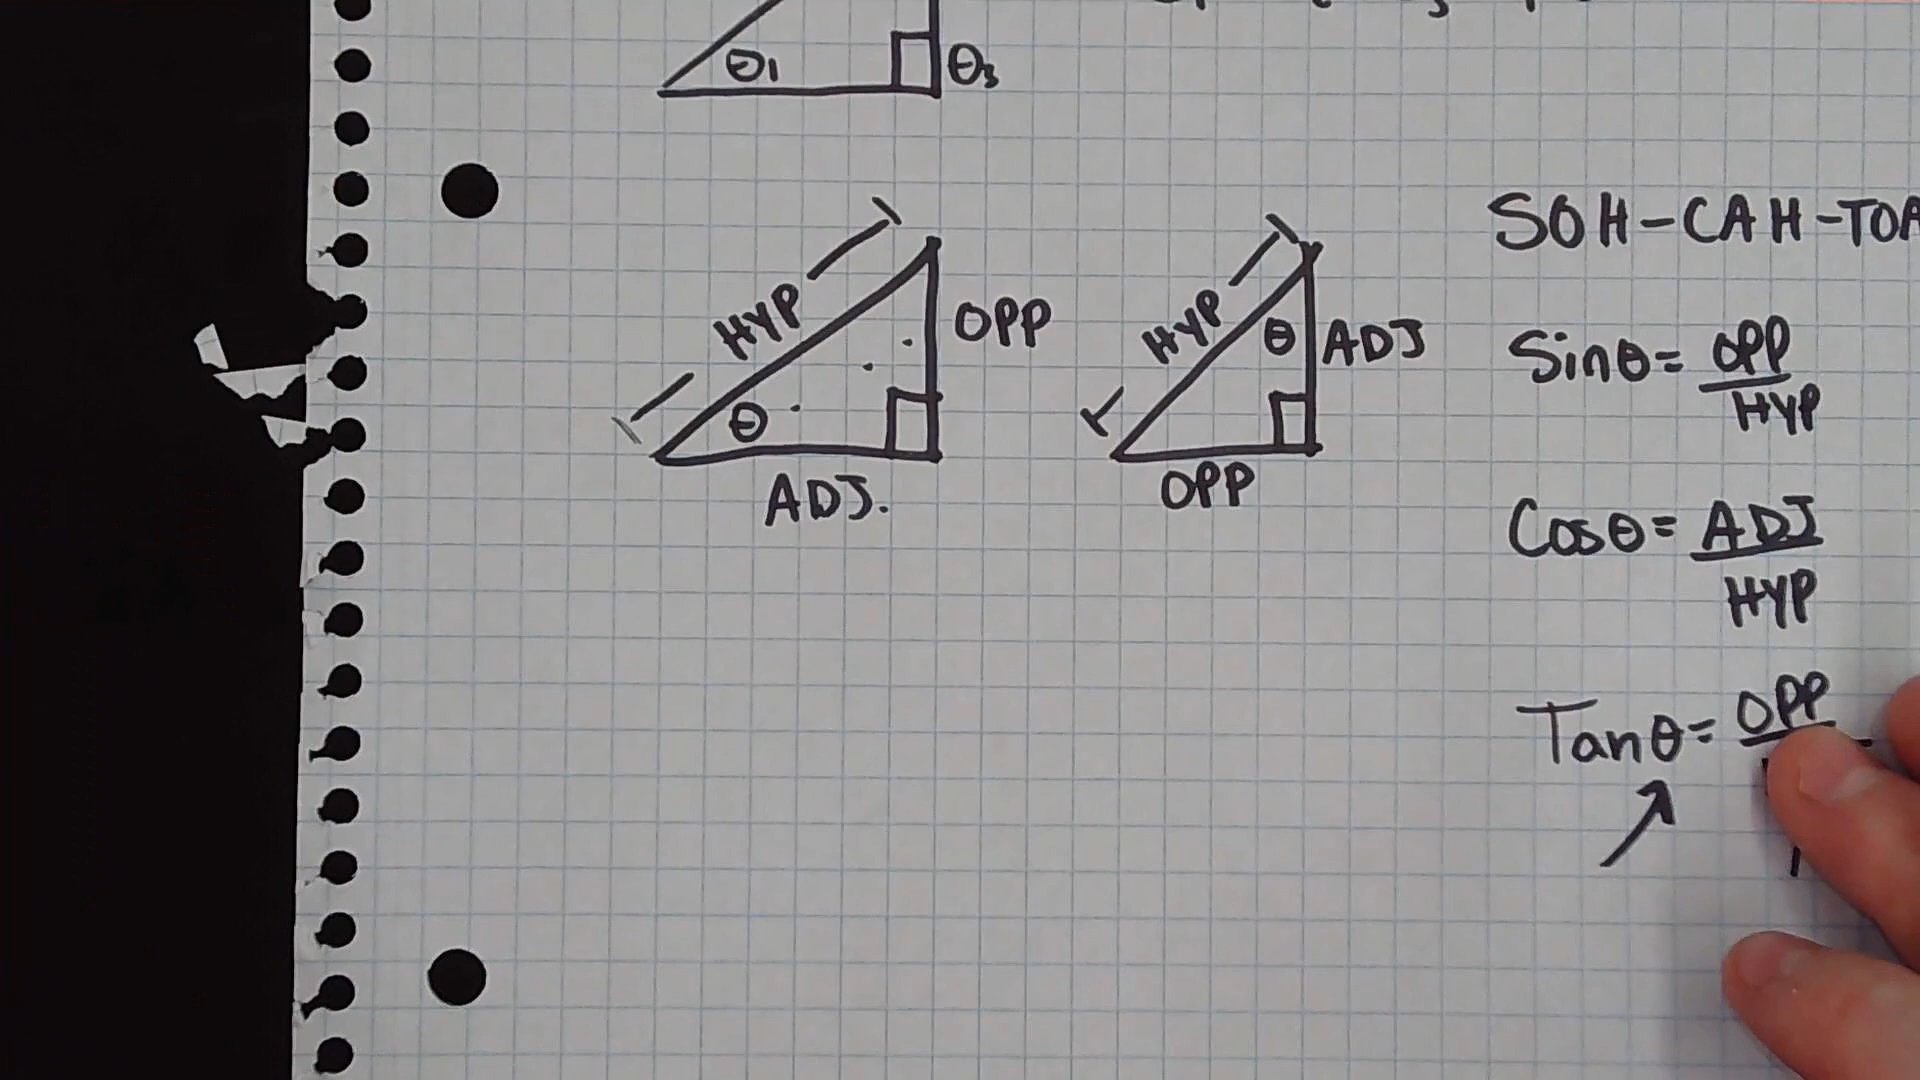 θ1
θ3
HYP
OPP
θ
ADJ.
HYP
θ
ADJ
OPP
SOH-CAH-TOA
Sinθ = OPP
HYP
Cosθ = ADJ
HYP
Tanθ = OPP